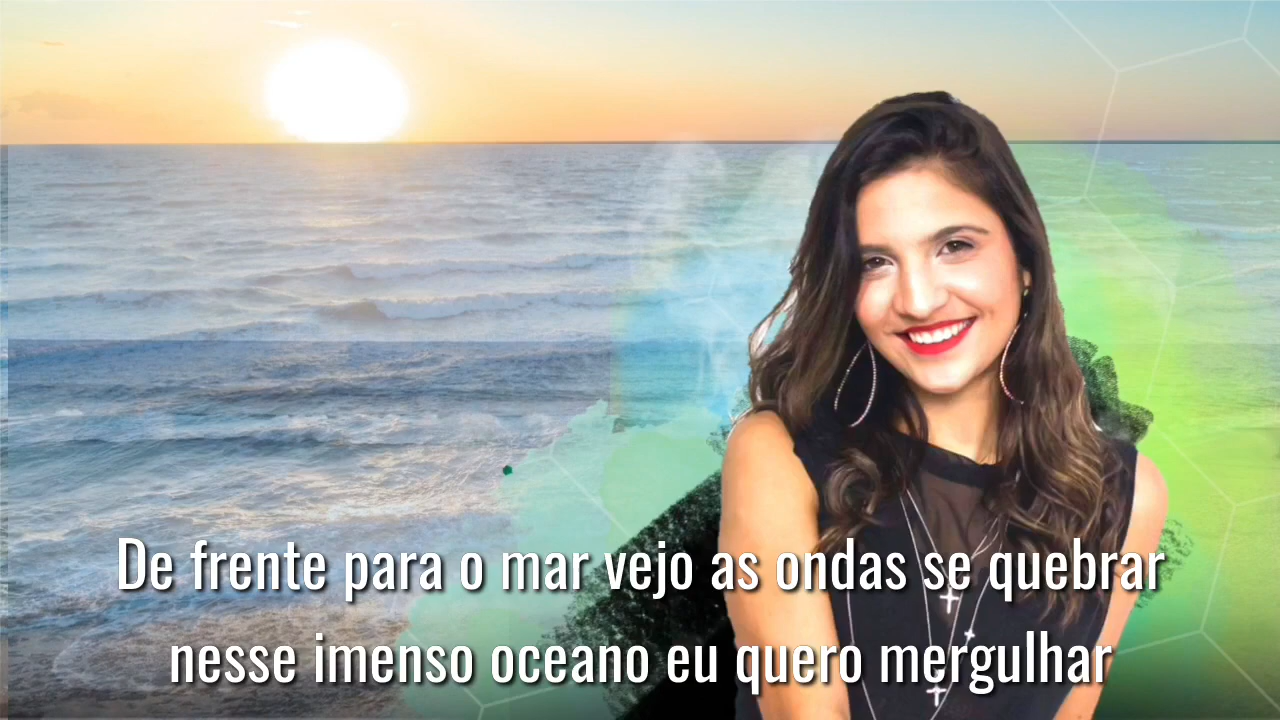 De frente para o mar vejo as ondas se quebrar
nesse imenso oceano eu quero mergulhar